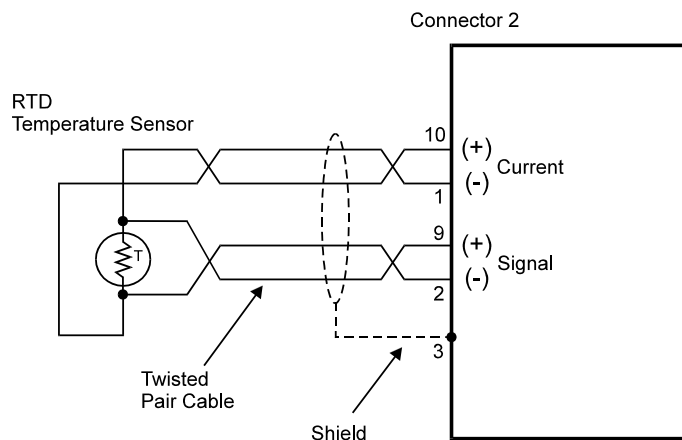 Connector 2
RTD
Temperature Sensor
10
(+)
Current
(-)
1
9
(+)
Signal
(-)
2
T
3
Twisted
Pair Cable
Shield